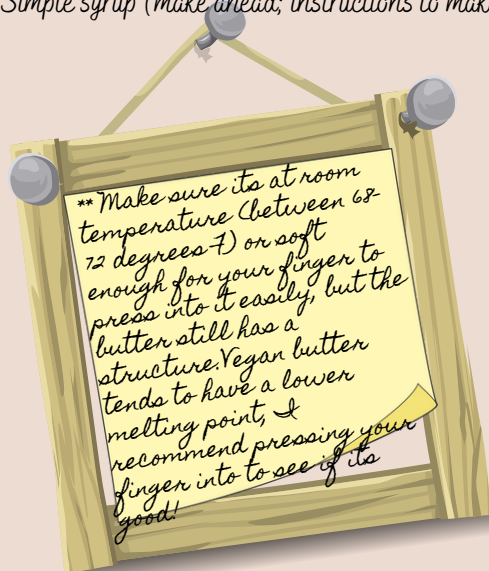 Simple syrup (make ahead; instructions to mak
** Make sure its at room
temperature (between 68-
72 degrees F) or soft
enough for your finger to
press into it easily, but the
butter still has a
structure.Vegan butter
tends to have a lower
melting point, I
recommend pressing your
finger into to see if its
good!